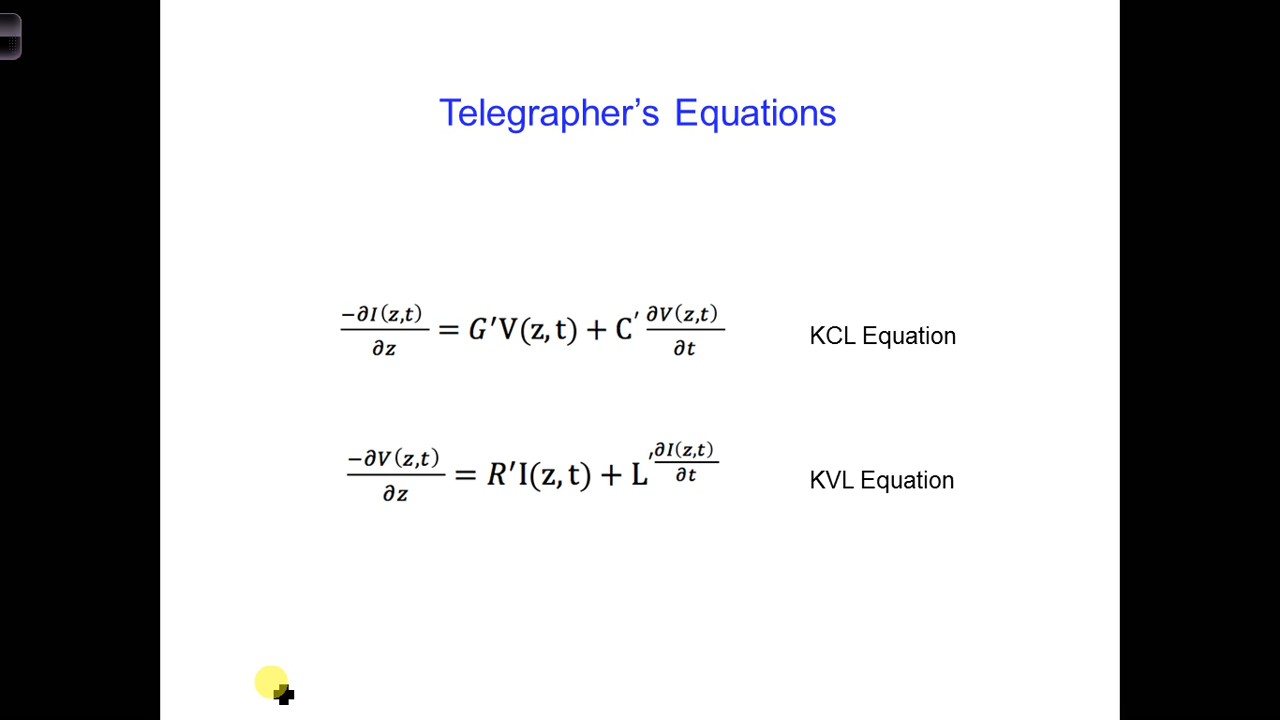 Telegrapher’s Equations
−∂I(z,t)/∂z = G′V(z, t) + C′ ∂V(z,t)/∂t KCL Equation
−∂V(z,t)/∂z = R′I(z, t) + L′ ∂I(z,t)/∂t KVL Equation